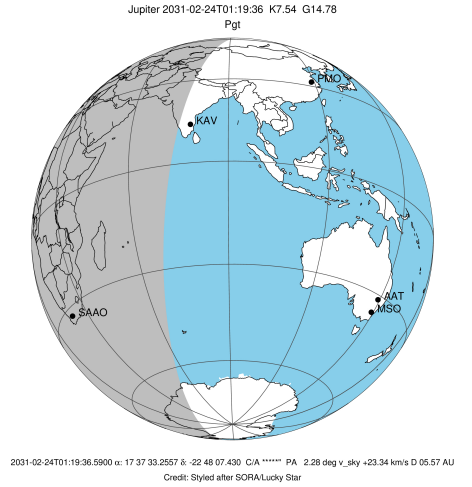 Jupiter 2031-02-24T01:19:36 K7.54 G14.78
Pgt
PMO
KAV
AAT
MSO
SAAO
2031-02-24T01:19:36.5900 α: 17 37 33.2557 δ: -22 48 07.430 C/A *****" PA 2.28 deg v_sky +23.34 km/s D 05.57 AU
Credit: Styled after SORA/Lucky Star